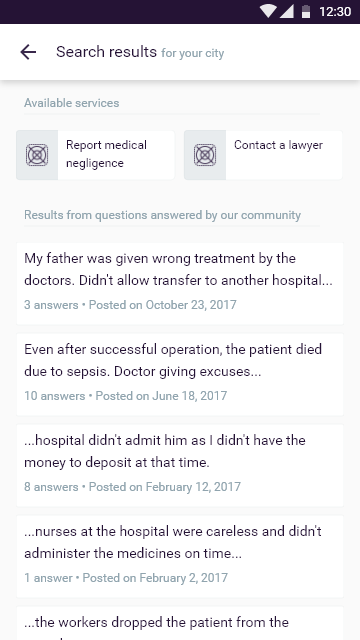 12:30
Search results for your city
Available services
Report medical
negligence
Contact a lawyer
Results from questions answered by our community
My father was given wrong treatment by the
doctors. Didn't allow transfer to another hospital...
3 answers • Posted on October 23, 2017
Even after successful operation, the patient died
due to sepsis. Doctor giving excuses...
10 answers • Posted on June 18, 2017
...hospital didn't admit him as I didn't have the
money to deposit at that time.
8 answers • Posted on February 12, 2017
...nurses at the hospital were careless and didn't
administer the medicines on time...
1 answer • Posted on February 2, 2017
...the workers dropped the patient from the